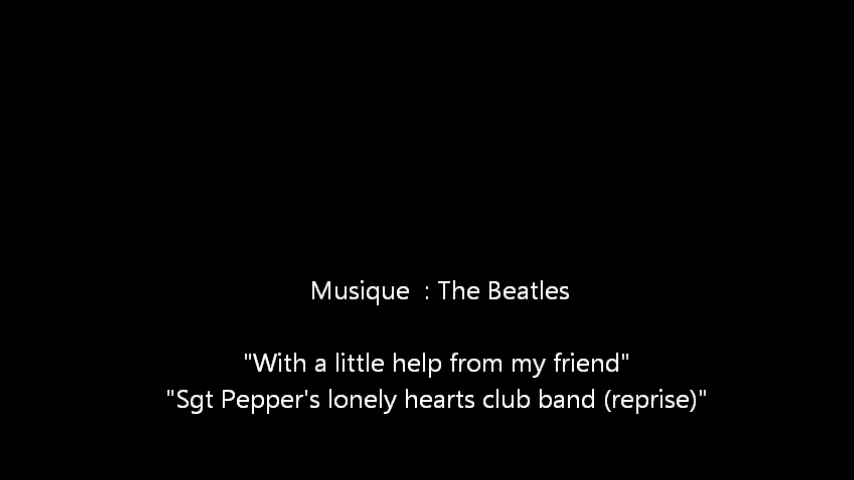 Musique  : The Beatles
"With a little help from my friend"
"Sgt Pepper's lonely hearts club band (reprise)"